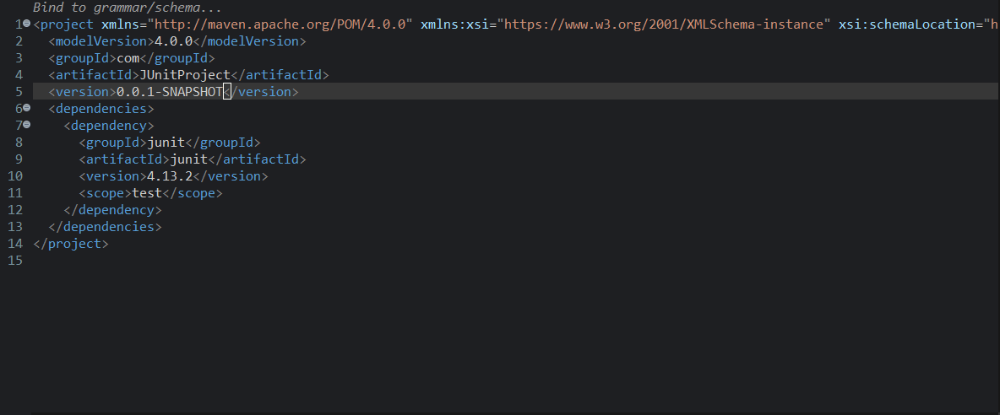 Bind to grammar/schema...
1 <project xmlns="http://maven.apache.org/POM/4.0.0" xmlns:xsi="https://www.w3.org/2001/XMLSchema-instance" xsi:schemaLocation="h
2   <modelVersion>4.0.0</modelVersion>
3   <groupId>com</groupId>
4   <artifactId>JUnitProject</artifactId>
5   <version>0.0.1-SNAPSHOT</version>
6   <dependencies>
7     <dependency>
8       <groupId>junit</groupId>
9       <artifactId>junit</artifactId>
10       <version>4.13.2</version>
11       <scope>test</scope>
12     </dependency>
13   </dependencies>
14 </project>
15